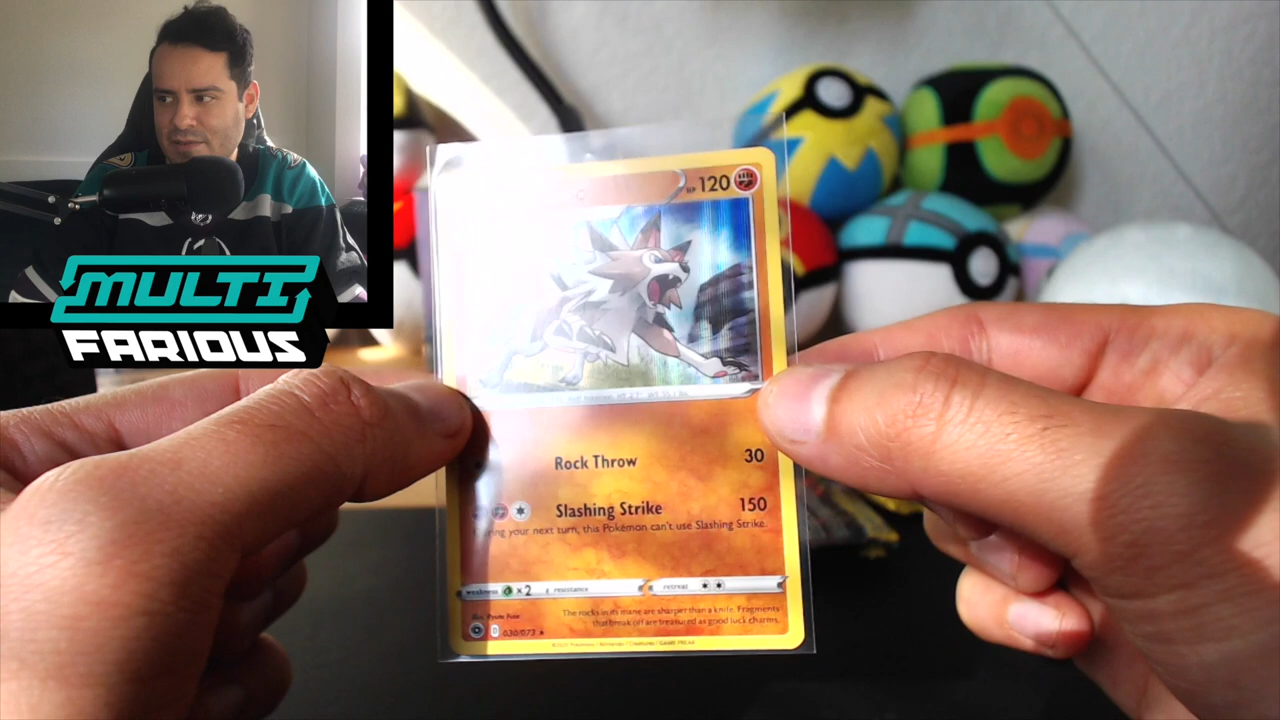 MULTI
FARIOUS
HP 120
Rock Throw 30
Slashing Strike 150
your next turn, this Pokémon can't use Slashing Strike.
weakness ×2 resistance retreat
The rocks in its mane are sharper than a knife. Fragments
that break off are treasured as good luck charms.
D 030/073 ★